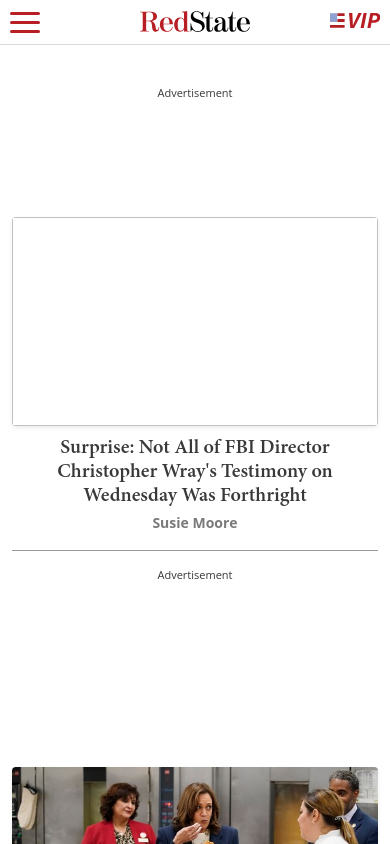 RedState
VIP
Advertisement
Surprise: Not All of FBI Director
Christopher Wray's Testimony on
Wednesday Was Forthright
Susie Moore
Advertisement